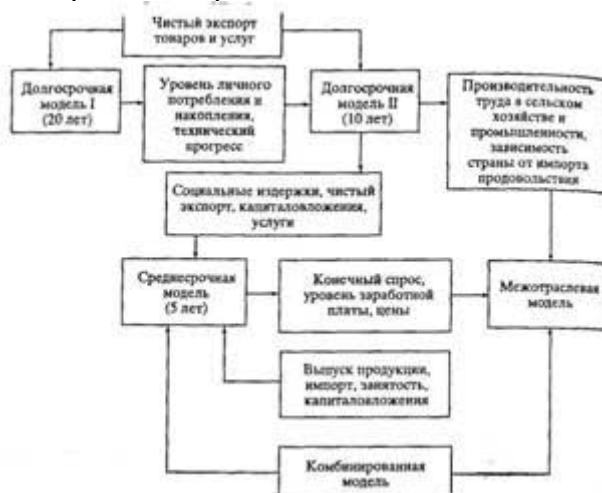 Чистый экспорт
товаров и услуг
Долгосрочная
модель I
(20 лет)
Уровень личного
потребления и
накопления,
технический
прогресс
Долгосрочная
модель II
(10 лет)
Производительность
труда в сельском
хозяйстве и
промышленности,
зависимость
страны от импорта
продовольствия
Социальные издержки, чистый
экспорт, капиталовложения,
услуги
Среднесрочная
модель
(5 лет)
Конечный спрос,
уровень заработной
платы, цены
Межотраслевая
модель
Выпуск продукции,
импорт, занятость,
капиталовложения
Комбинированная
модель